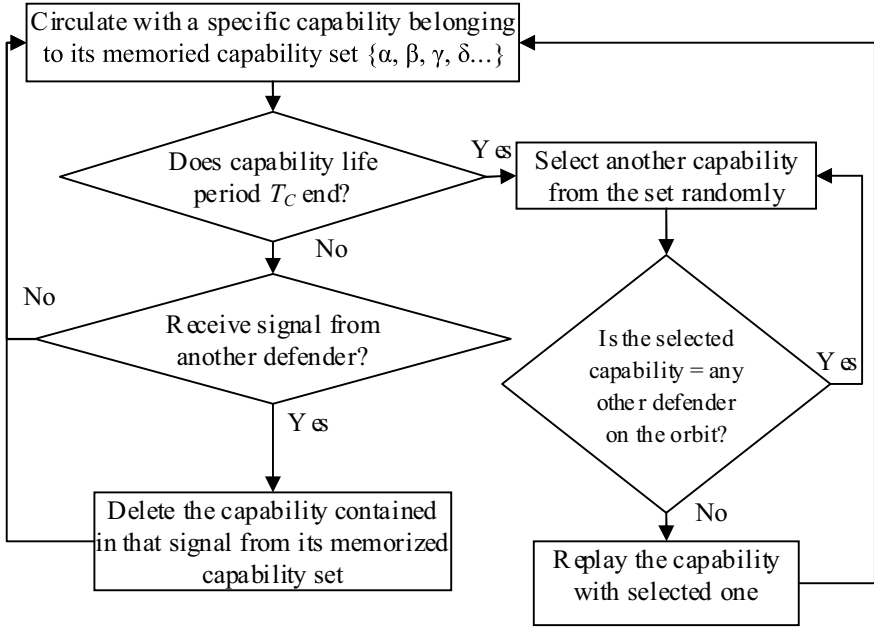 Circulate with a specific capability belonging
to its memoried capability set {α, β, γ, δ...}
Does capability life
period T_C end?
Yes
Select another capability
from the set randomly
No
No
Receive signal from
another defender?
Is the selected
capability = any
other defender
on the orbit?
Yes
Yes
Delete the capability contained
in that signal from its memorized
capability set
No
Replay the capability
with selected one